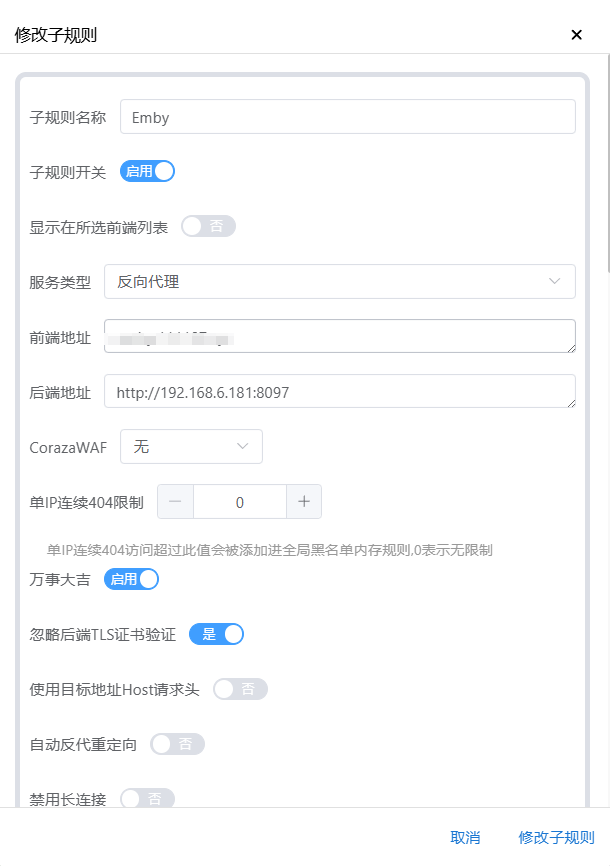 修改子规则
子规则名称 Emby
子规则开关 启用
显示在所选前端列表 否
服务类型 反向代理
前端地址
后端地址 http://192.168.6.181:8097
CorazaWAF 无
单IP连续404限制 0
单IP连续404访问超过此值会被添加进全局黑名单内存规则,0表示无限制
万事大吉 启用
忽略后端TLS证书验证 是
使用目标地址Host请求头 否
自动反代重定向 否
禁用长连接 否
取消 修改子规则